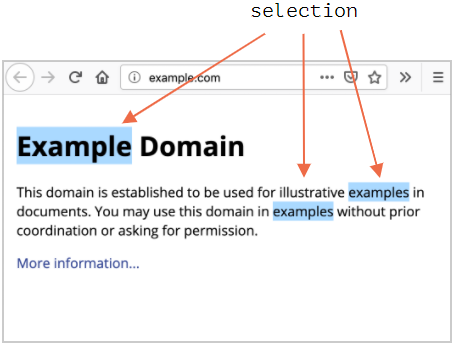 selection
example.com
Example Domain
This domain is established to be used for illustrative examples in
documents. You may use this domain in examples without prior
coordination or asking for permission.
More information...